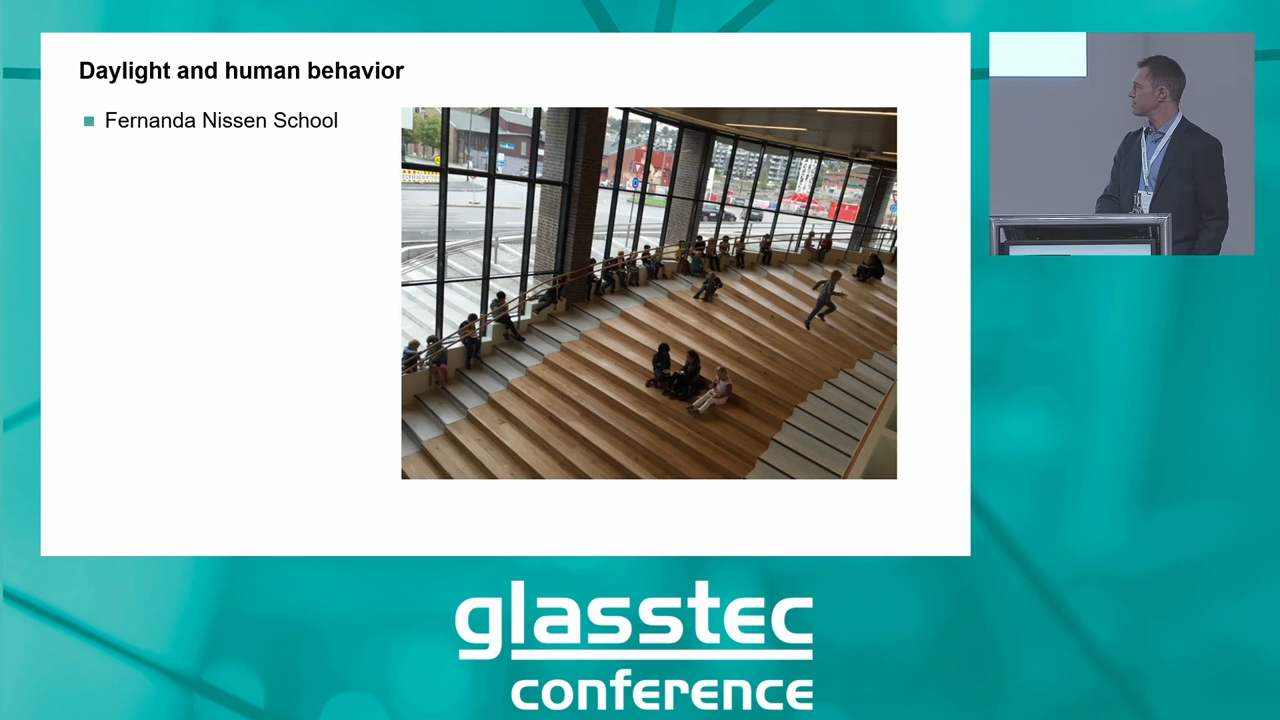 Daylight and human behavior
Fernanda Nissen School
glasstec
conference